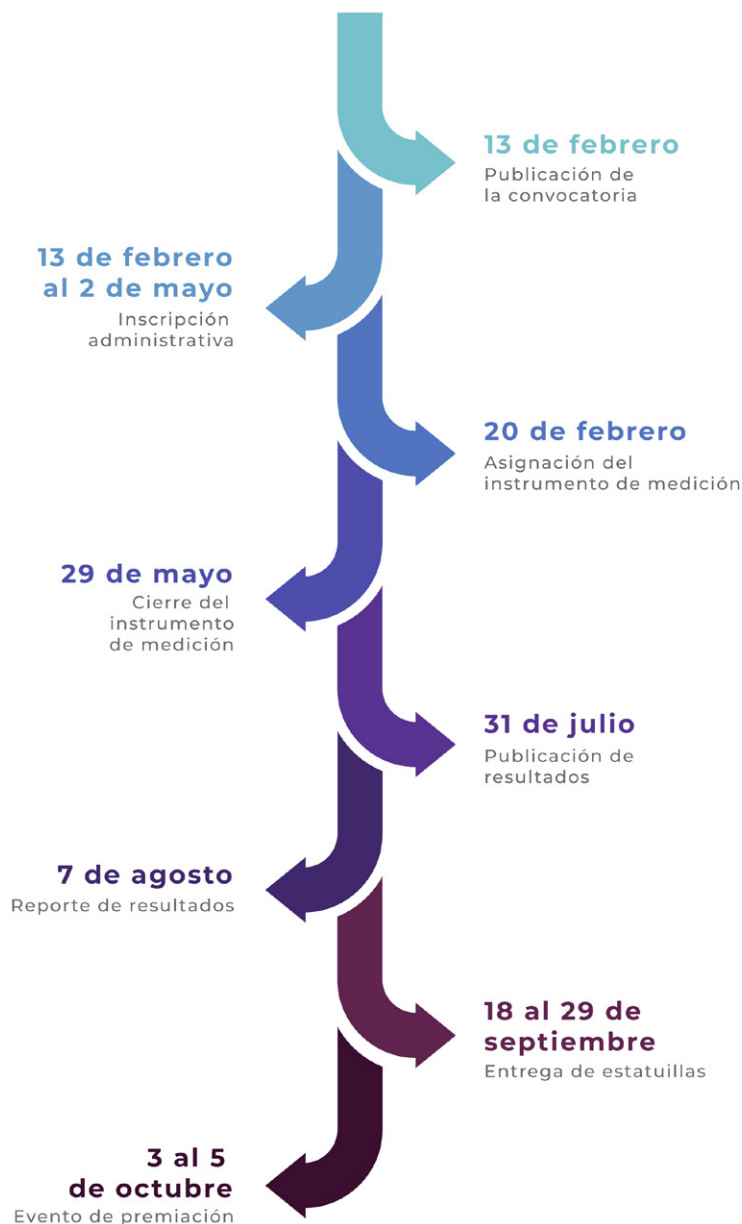 13 de febrero
Publicación de
la convocatoria
13 de febrero
al 2 de mayo
Inscripción
administrativa
20 de febrero
Asignación del
instrumento de medición
29 de mayo
Cierre del
instrumento
de medición
31 de julio
Publicación de
resultados
7 de agosto
Reporte de resultados
18 al 29 de
septiembre
Entrega de estatuillas
3 al 5
de octubre
Evento de premiación